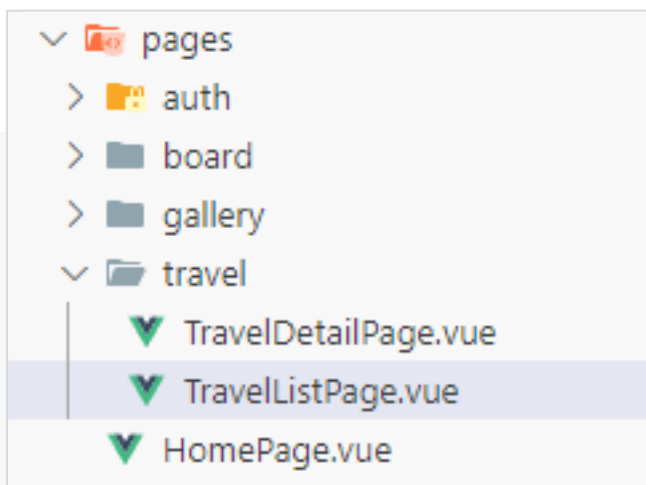 pages
auth
board
gallery
travel
TravelDetailPage.vue
TravelListPage.vue
HomePage.vue